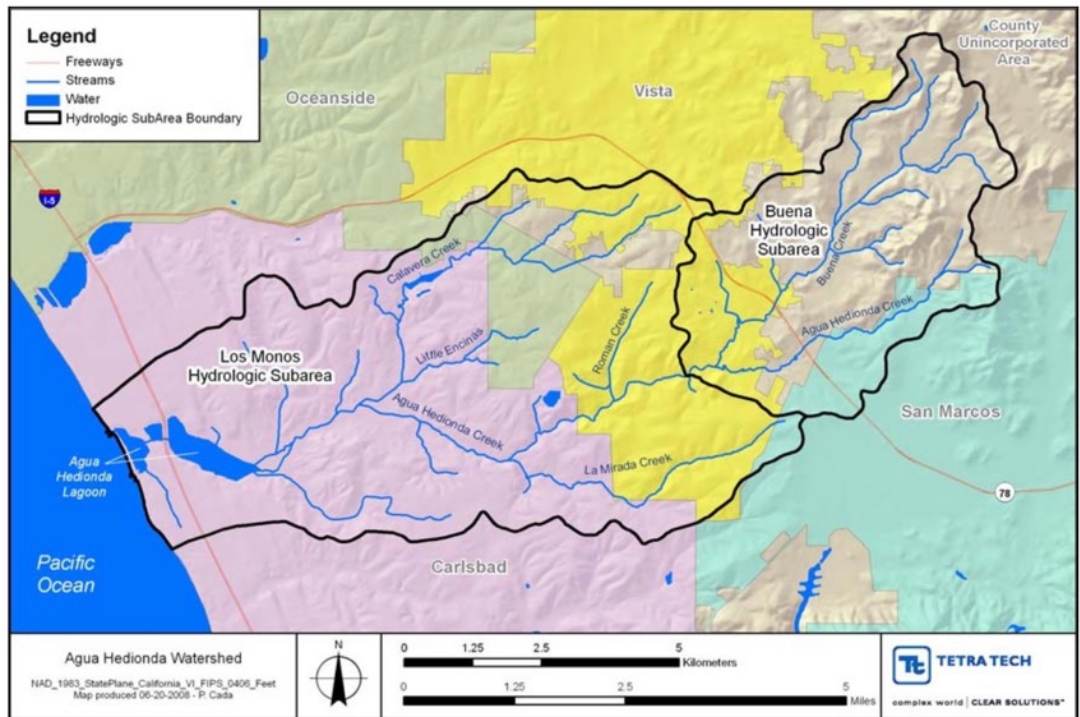 Legend
Freeways
Streams
Water
Hydrologic SubArea Boundary
County
Unincorporated
Area
Oceanside
Vista
I-5
Buena
Hydrologic
Subarea
Calavera Creek
Buena Creek
Agua Hedionda Creek
Roman Creek
Little Encinas
Los Monos
Hydrologic Subarea
Agua Hedionda Creek
San Marcos
La Mirada Creek
Agua
Hedionda
Lagoon
78
Pacific
Ocean
Carlsbad
Agua Hedionda Watershed
NAD_1983_StatePlane_California_VI_FIPS_0406_Feet
Map produced 06-20-2008 - P. Cada
N
0 1.25 2.5 5
Kilometers
0 1.25 2.5 5
Miles
Tt TETRA TECH
complex world | CLEAR SOLUTIONS™